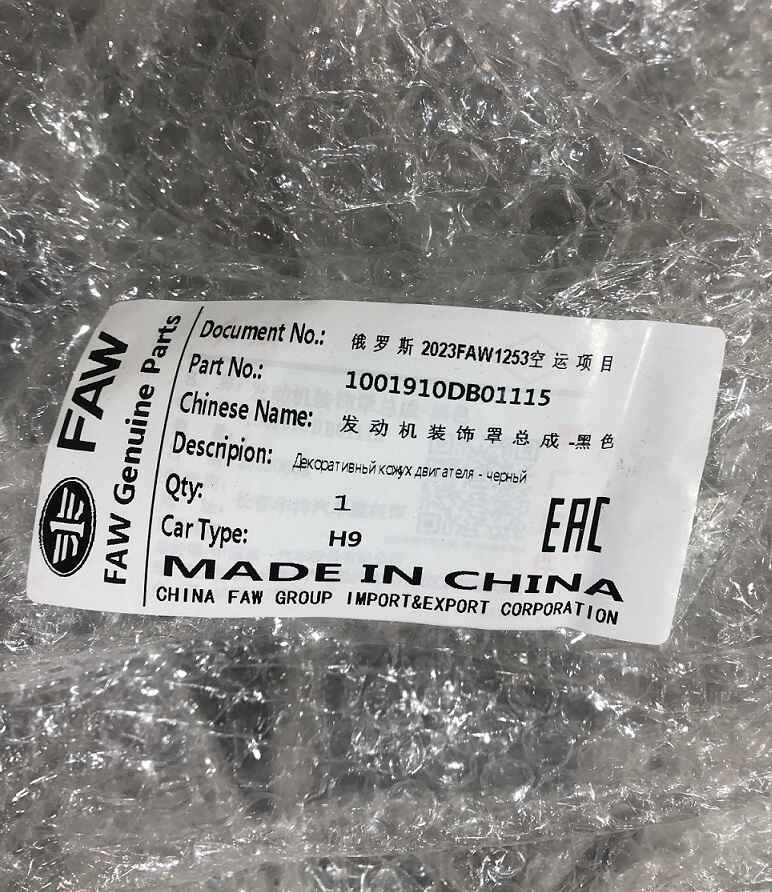 FAW
FAW Genuine Parts
Document No.: 俄罗斯 2023FAW1253空运项目
Part No.: 1001910DB01115
Chinese Name: 发动机装饰罩总成-黑色
Descripion: Декоративный кожух двигателя - черный
Qty: 1
Car Type: H9
EAC
MADE IN CHINA
CHINA FAW GROUP IMPORT&EXPORT CORPORATION